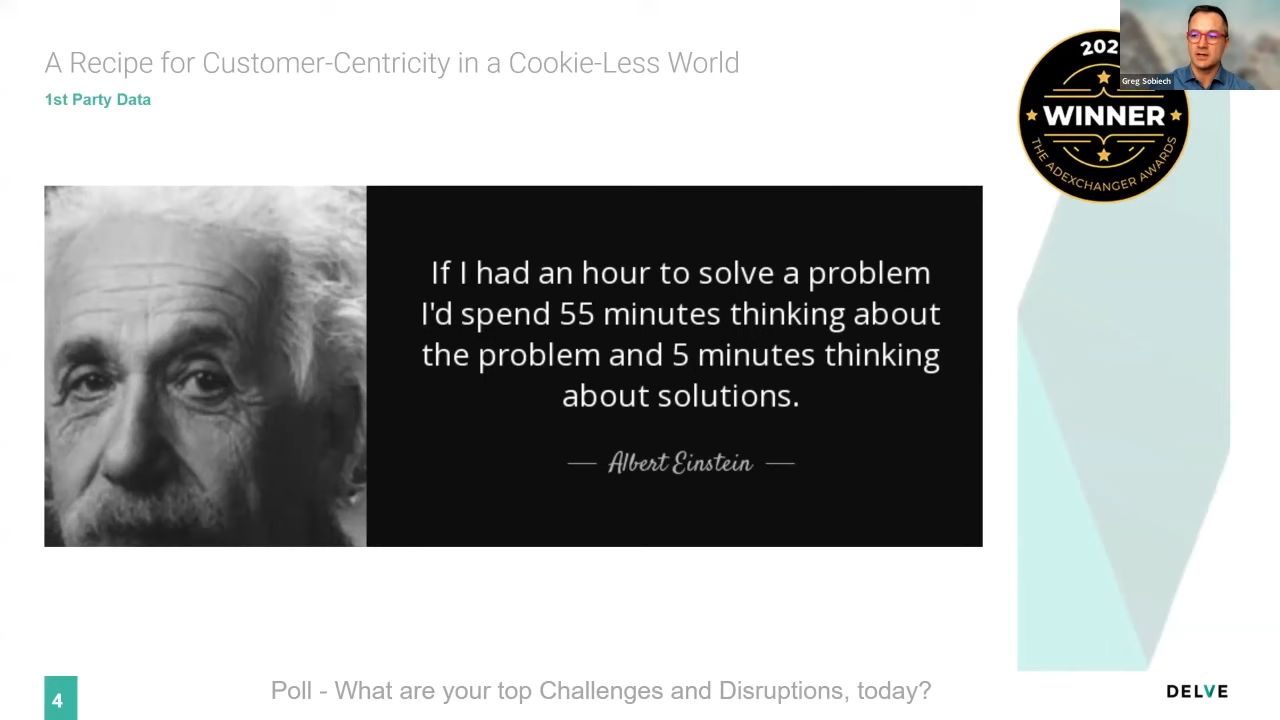 A Recipe for Customer-Centricity in a Cookie-Less World
1st Party Data
202
WINNER
THE ADEXCHANGER AWARDS
Greg Sobiech
If I had an hour to solve a problem
I'd spend 55 minutes thinking about
the problem and 5 minutes thinking
about solutions.
Albert Einstein
4
Poll - What are your top Challenges and Disruptions, today?
DELVE